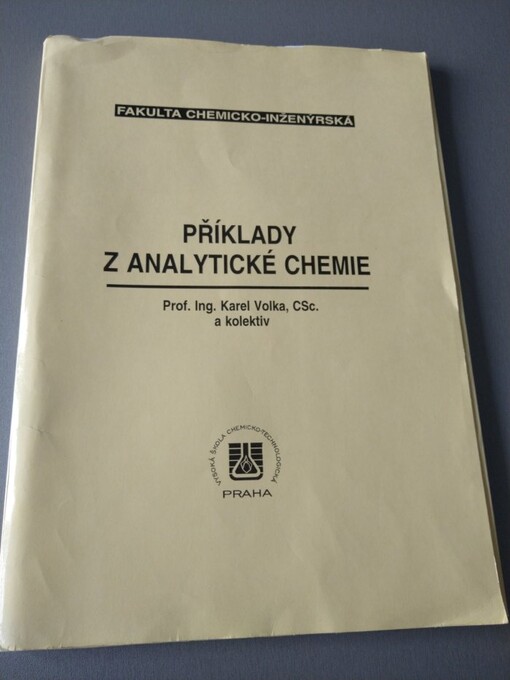 FAKULTA CHEMICKO-INŽENÝRSKÁ
PŘÍKLADY
Z ANALYTICKÉ CHEMIE
Prof. Ing. Karel Volka, CSc.
a kolektiv
VYSOKÁ ŠKOLA CHEMICKO-TECHNOLOGICKÁ
PRAHA